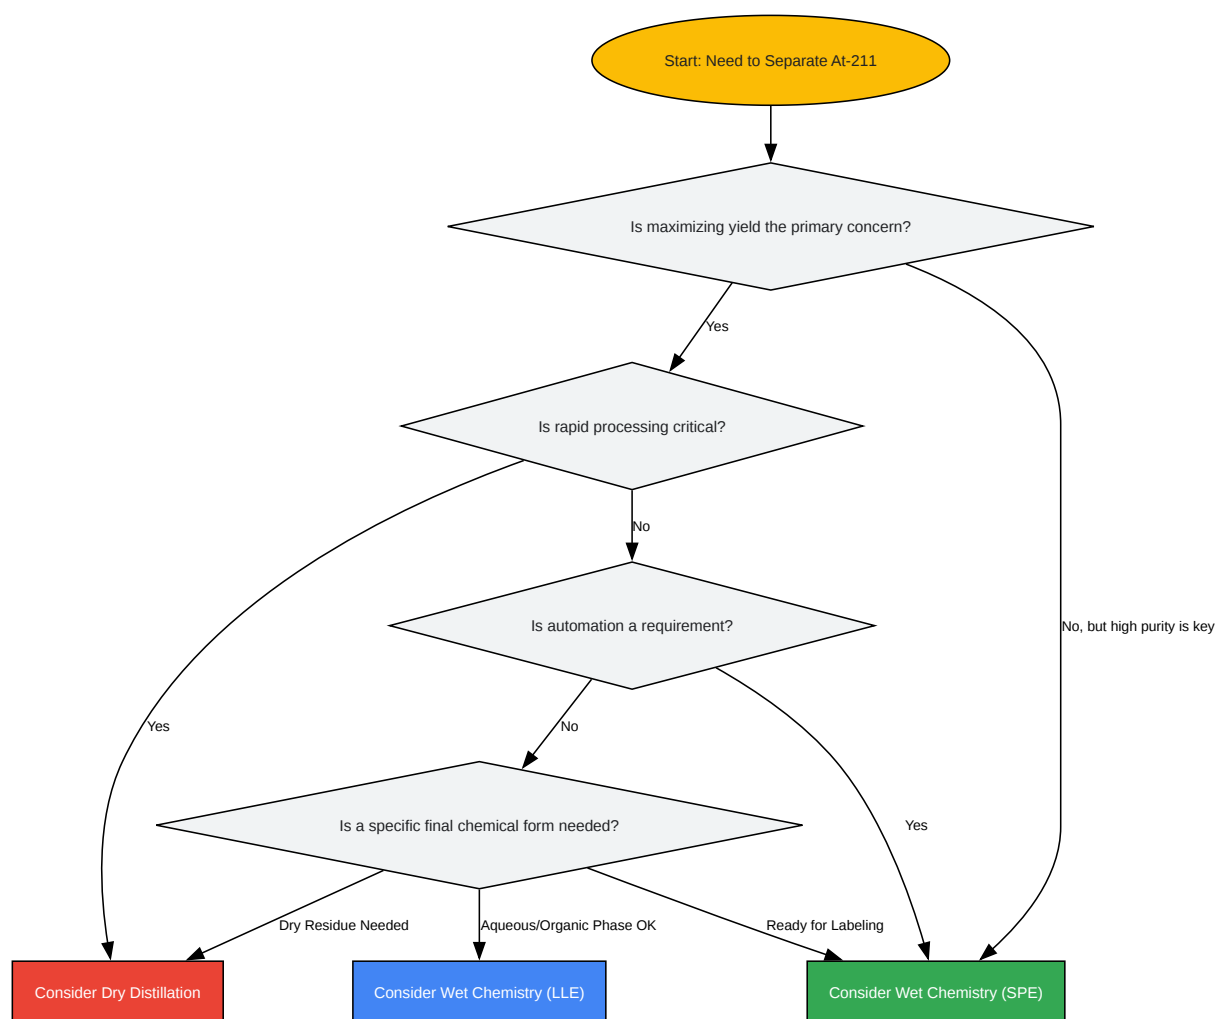 Start: Need to Separate At-211
Is maximizing yield the primary concern?
Yes
Is rapid processing critical?
No
Is automation a requirement?
No, but high purity is key
Yes
No
Is a specific final chemical form needed?
Yes
Dry Residue Needed
Aqueous/Organic Phase OK
Ready for Labeling
Consider Dry Distillation
Consider Wet Chemistry (LLE)
Consider Wet Chemistry (SPE)